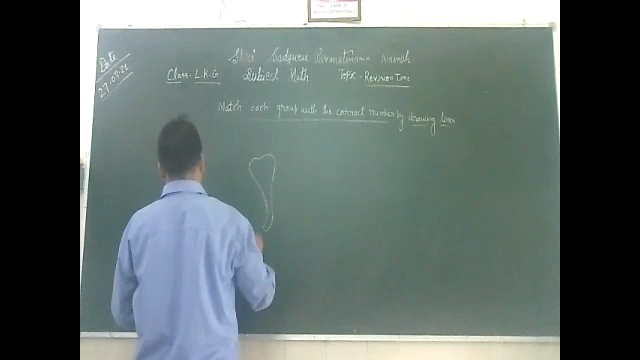 Date
27.09.21
Shri Sadguru Parmatmane Namah
Class - L.K.G Subject Math Topic - Revision Time
Match each group with the correct number by drawing lines